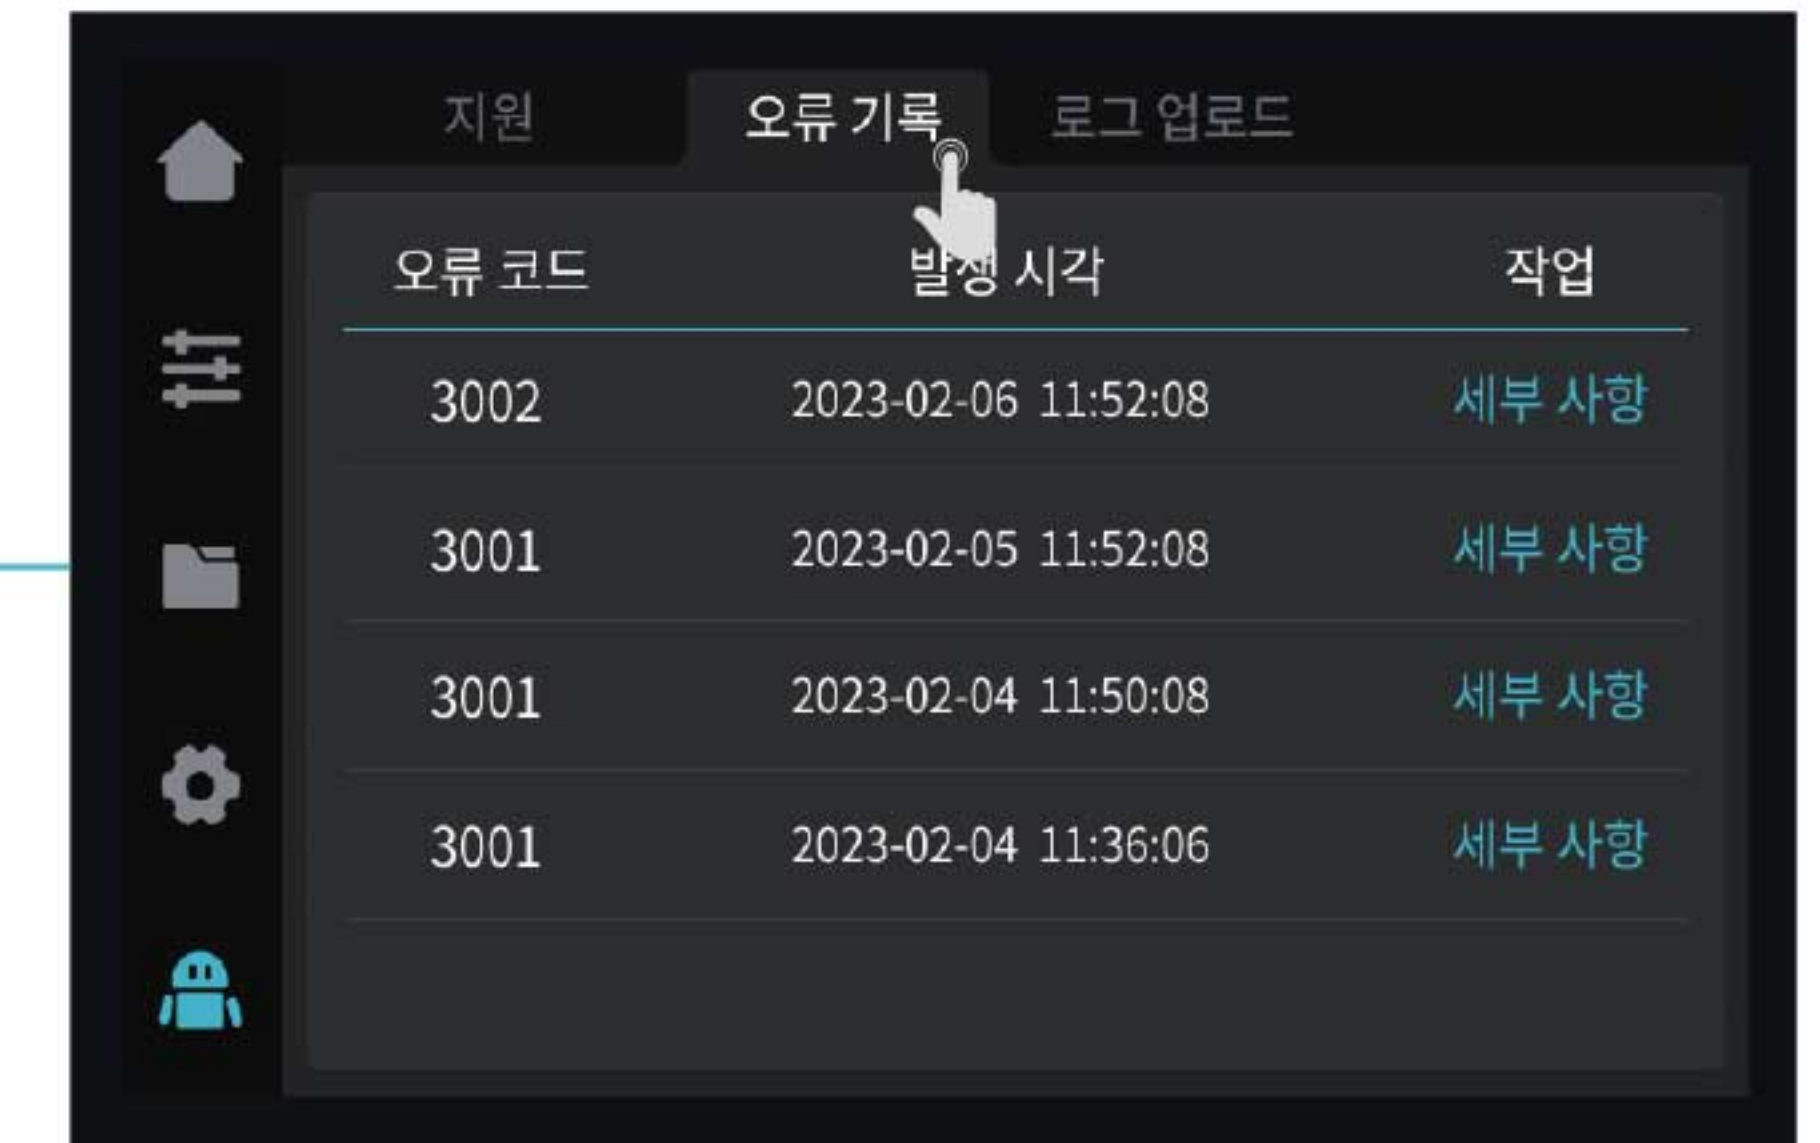 지원 오류 기록 로그 업로드
오류 코드 발생 시각 작업
3002 2023-02-06 11:52:08 세부 사항
3001 2023-02-05 11:52:08 세부 사항
3001 2023-02-04 11:50:08 세부 사항
3001 2023-02-04 11:36:06 세부 사항